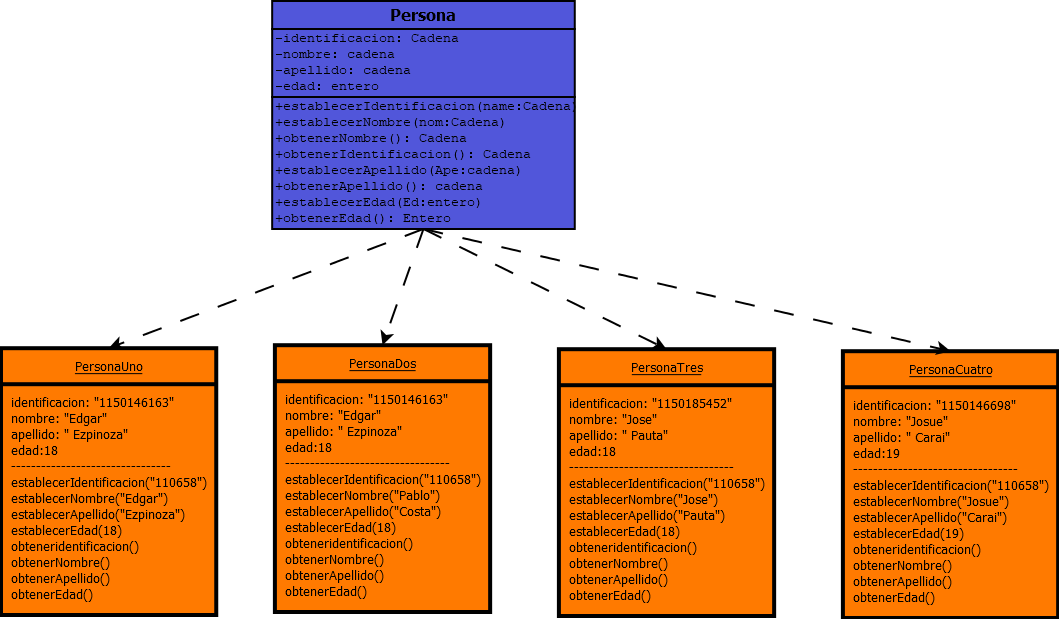 Persona
-identificacion: Cadena
-nombre: cadena
-apellido: cadena
-edad: entero
+establecerIdentificacion(name:Cadena)
+establecerNombre(nom:Cadena)
+obtenerNombre(): Cadena
+obtenerIdentificacion(): Cadena
+establecerApellido(Ape:cadena)
+obtenerApellido(): cadena
+establecerEdad(Ed:entero)
+obtenerEdad(): Entero
PersonaUno
identificacion: "1150146163"
nombre: "Edgar"
apellido: " Ezpinoza"
edad:18
--------------------------------
establecerIdentificacion("110658")
establecerNombre("Edgar")
establecerApellido("Ezpinoza")
establecerEdad(18)
obteneridentificacion()
obtenerNombre()
obtenerApellido()
obtenerEdad()
PersonaDos
identificacion: "1150146163"
nombre: "Edgar"
apellido: " Ezpinoza"
edad:18
---------------------------------
establecerIdentificacion("110658")
establecerNombre("Pablo")
establecerApellido("Costa")
establecerEdad(18)
obteneridentificacion()
obtenerNombre()
obtenerApellido()
obtenerEdad()
PersonaTres
identificacion: "1150185452"
nombre: "Jose"
apellido: " Pauta"
edad:18
---------------------------------
establecerIdentificacion("110658")
establecerNombre("Jose")
establecerApellido("Pauta")
establecerEdad(18)
obteneridentificacion()
obtenerNombre()
obtenerApellido()
obtenerEdad()
PersonaCuatro
identificacion: "1150146698"
nombre: "Josue"
apellido: " Carai"
edad:19
---------------------------------
establecerIdentificacion("110658")
establecerNombre("Josue")
establecerApellido("Carai")
establecerEdad(19)
obteneridentificacion()
obtenerNombre()
obtenerApellido()
obtenerEdad()